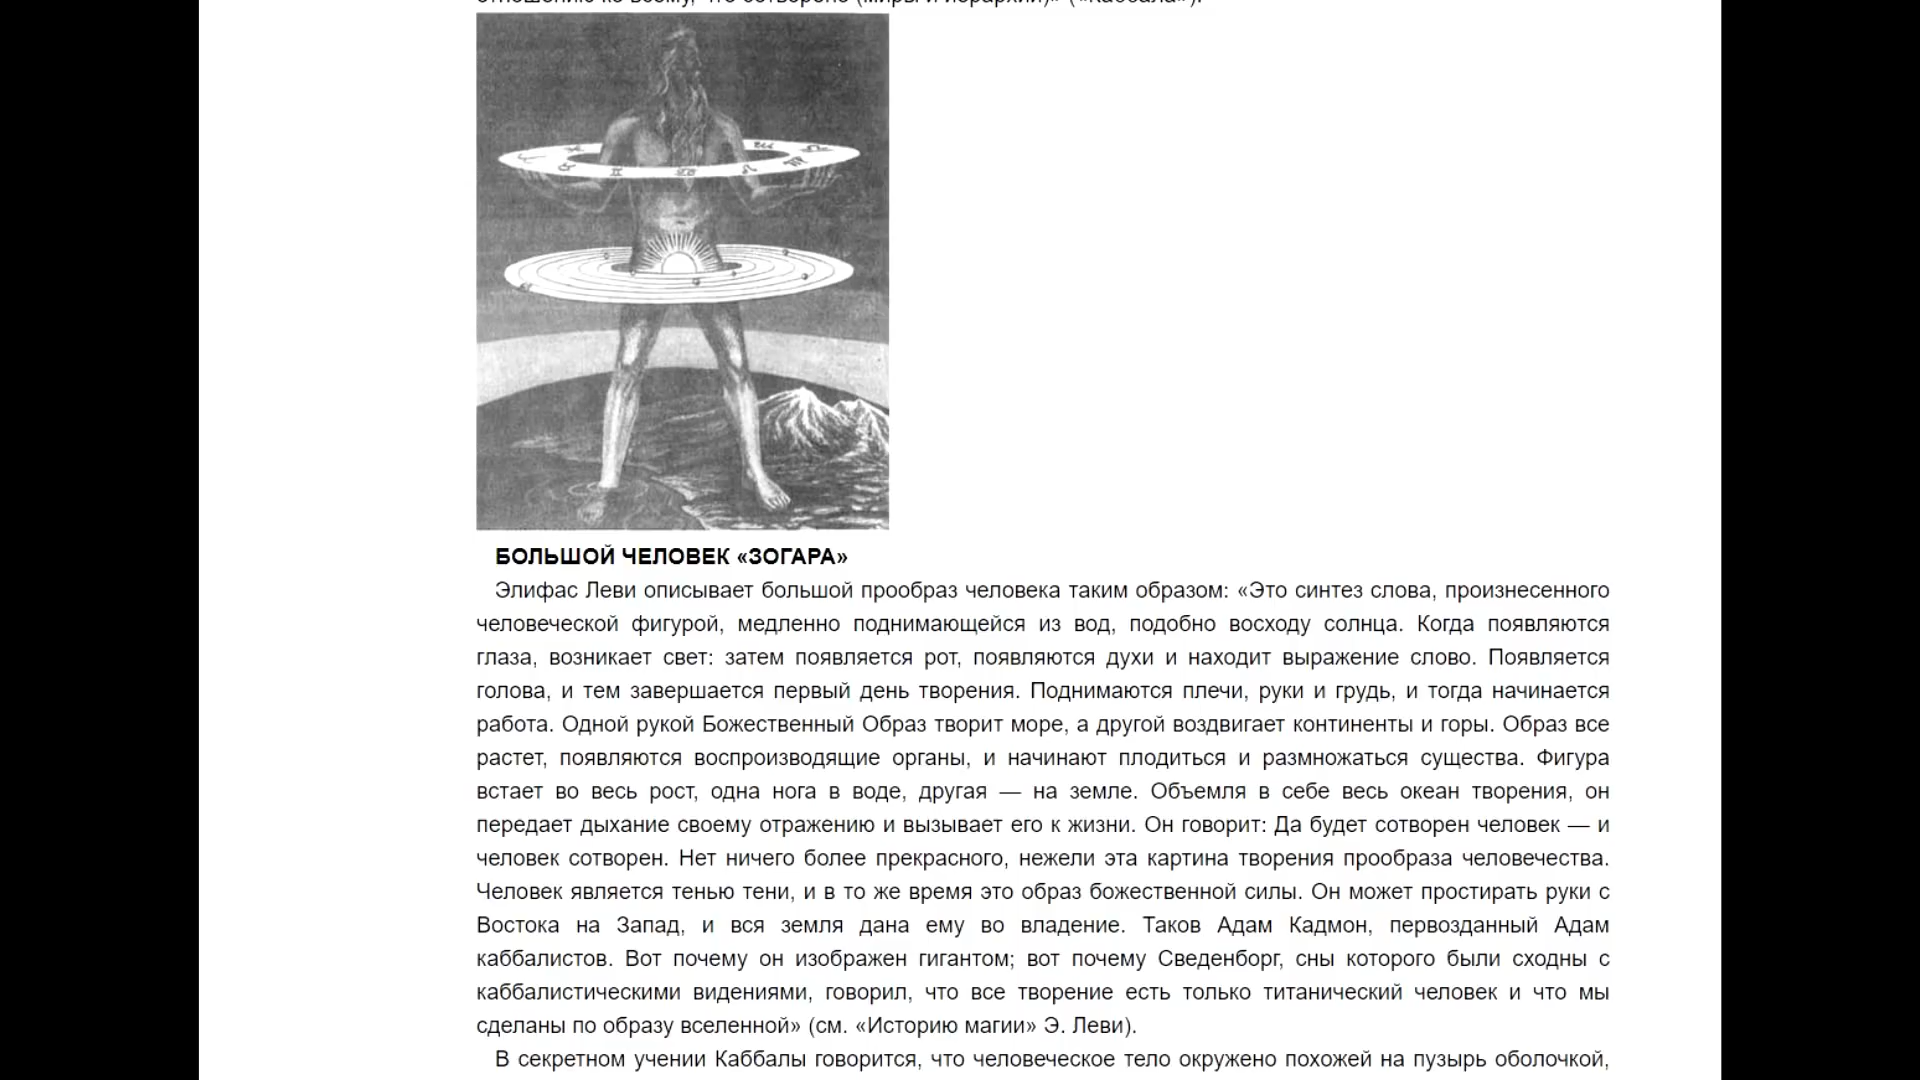 отношению ко всему, что сотворено (миры и иерархии)» («Каббала»).
БОЛЬШОЙ ЧЕЛОВЕК «ЗОГАРА»
Элифас Леви описывает большой прообраз человека таким образом: «Это синтез слова, произнесенного
человеческой фигурой, медленно поднимающейся из вод, подобно восходу солнца. Когда появляются
глаза, возникает свет: затем появляется рот, появляются духи и находит выражение слово. Появляется
голова, и тем завершается первый день творения. Поднимаются плечи, руки и грудь, и тогда начинается
работа. Одной рукой Божественный Образ творит море, а другой воздвигает континенты и горы. Образ все
растет, появляются воспроизводящие органы, и начинают плодиться и размножаться существа. Фигура
встает во весь рост, одна нога в воде, другая — на земле. Объемля в себе весь океан творения, он
передает дыхание своему отражению и вызывает его к жизни. Он говорит: Да будет сотворен человек — и
человек сотворен. Нет ничего более прекрасного, нежели эта картина творения прообраза человечества.
Человек является тенью тени, и в то же время это образ божественной силы. Он может простирать руки с
Востока на Запад, и вся земля дана ему во владение. Таков Адам Кадмон, первозданный Адам
каббалистов. Вот почему он изображен гигантом; вот почему Сведенборг, сны которого были сходны с
каббалистическими видениями, говорил, что все творение есть только титанический человек и что мы
сделаны по образу вселенной» (см. «Историю магии» Э. Леви).
В секретном учении Каббалы говорится, что человеческое тело окружено похожей на пузырь оболочкой,